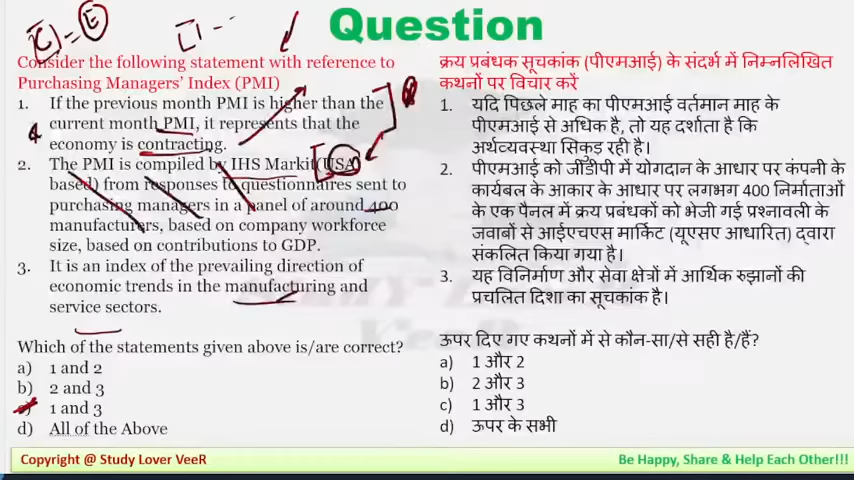 Question
Consider the following statement with reference to
Purchasing Managers' Index (PMI)
1. If the previous month PMI is higher than the
current month PMI, it represents that the
economy is contracting.
2. The PMI is compiled by IHS Markit (USA
based) from responses to questionnaires sent to
purchasing managers in a panel of around 400
manufacturers, based on company workforce
size, based on contributions to GDP.
3. It is an index of the prevailing direction of
economic trends in the manufacturing and
service sectors.
Which of the statements given above is/are correct?
a) 1 and 2
b) 2 and 3
c) 1 and 3
d) All of the Above
क्रय प्रबंधक सूचकांक (पीएमआई) के संदर्भ में निम्नलिखित
कथनों पर विचार करें
1. यदि पिछले माह का पीएमआई वर्तमान माह के
पीएमआई से अधिक है, तो यह दर्शाता है कि
अर्थव्यवस्था सिकुड़ रही है।
2. पीएमआई को जीडीपी में योगदान के आधार पर कंपनी के
कार्यबल के आकार के आधार पर लगभग 400 निर्माताओं
के एक पैनल में क्रय प्रबंधकों को भेजी गई प्रश्नावली के
जवाबों से आईएचएस मार्किट (यूएसए आधारित) द्वारा
संकलित किया गया है।
3. यह विनिर्माण और सेवा क्षेत्रों में आर्थिक रुझानों की
प्रचलित दिशा का सूचकांक है।
ऊपर दिए गए कथनों में से कौन-सा/से सही है/हैं?
a) 1 और 2
b) 2 और 3
c) 1 और 3
d) ऊपर के सभी
Copyright @ Study Lover VeeR
Be Happy, Share & Help Each Other!!!